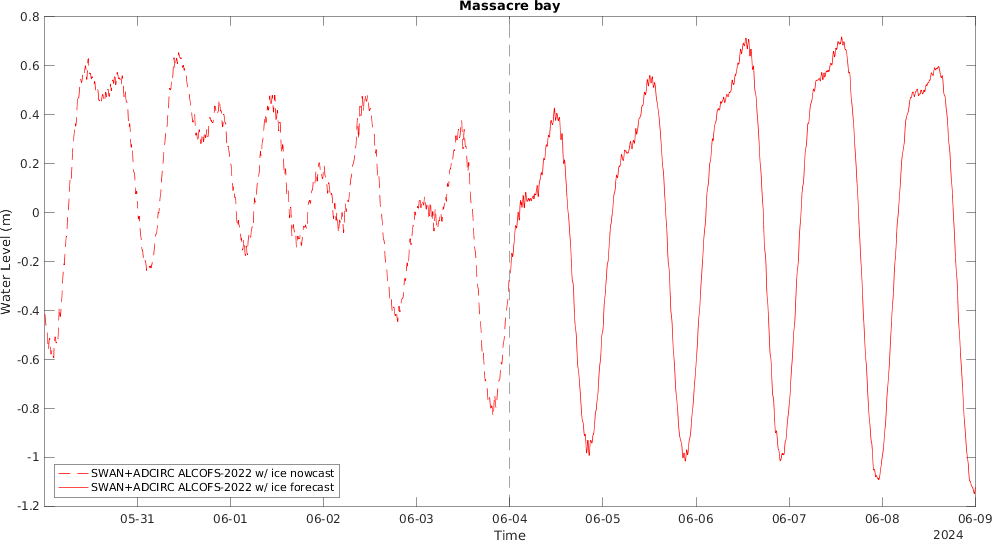 Massacre bay
0.8
0.6
0.4
0.2
0
-0.2
-0.4
-0.6
-0.8
-1
-1.2
Water Level (m)
SWAN+ADCIRC ALCOFS-2022 w/ ice nowcast
SWAN+ADCIRC ALCOFS-2022 w/ ice forecast
05-31 06-01 06-02 06-03 06-04 06-05 06-06 06-07 06-08 06-09
Time
2024